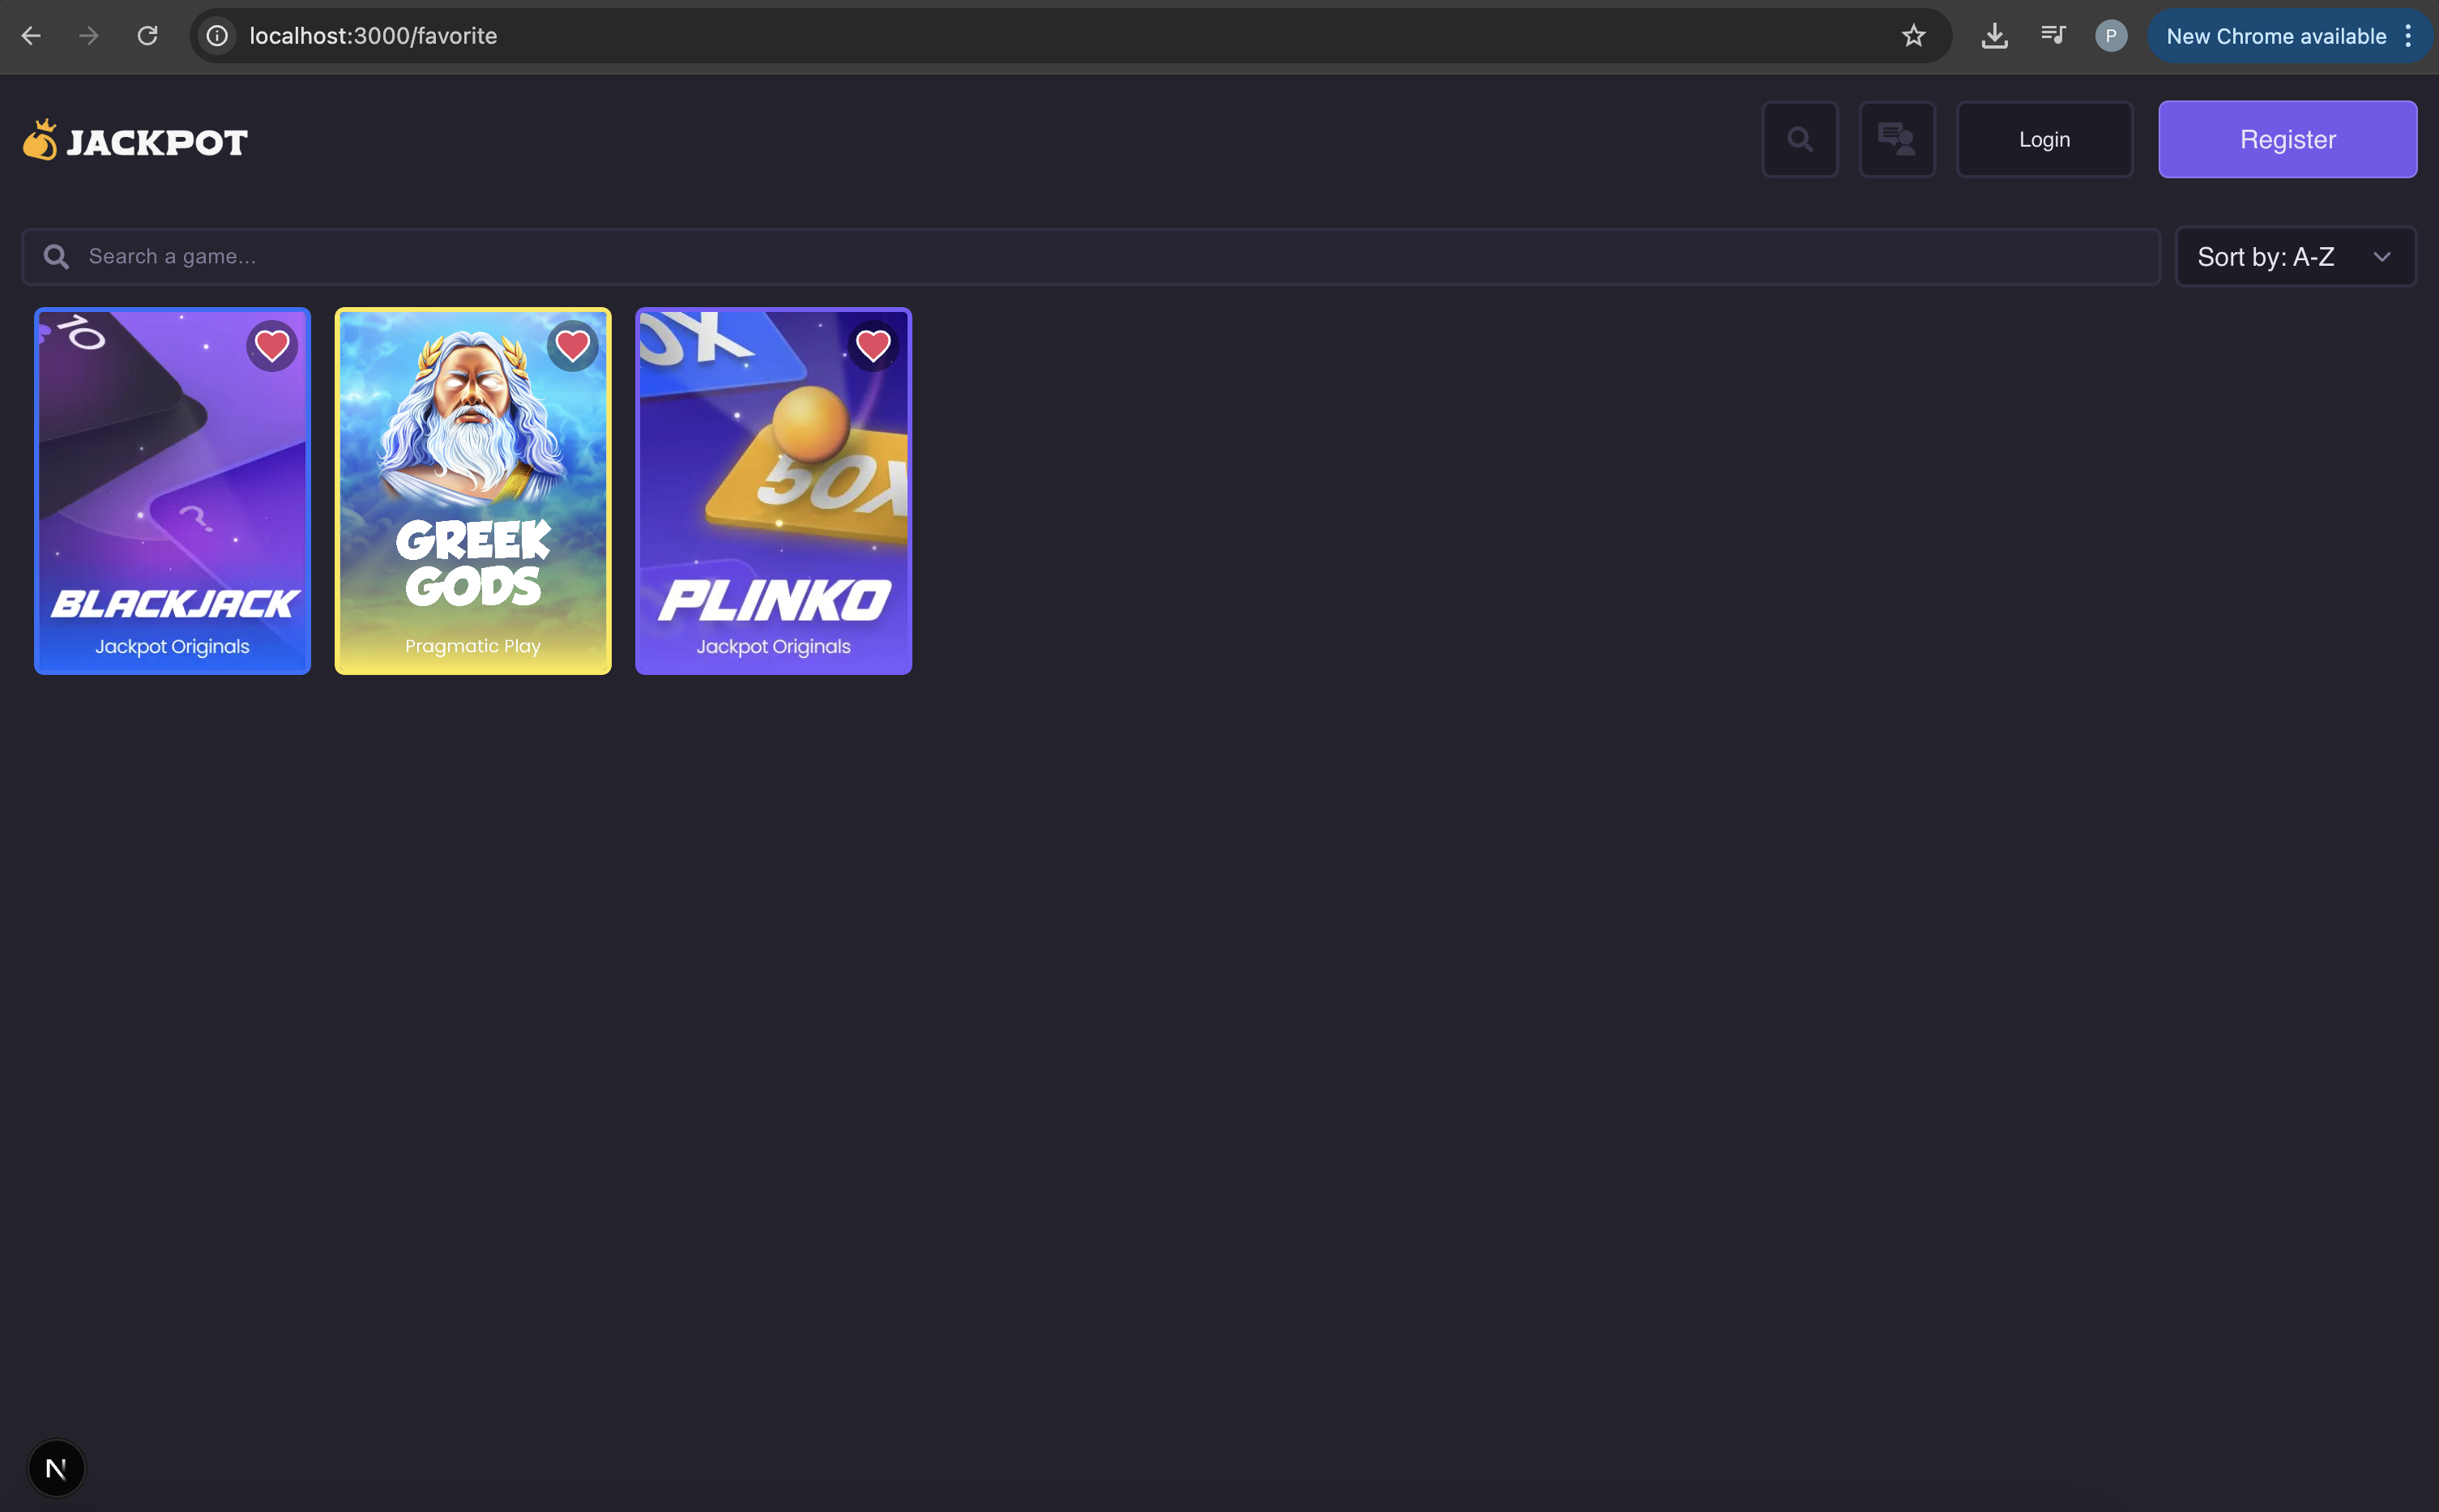 localhost:3000/favorite
P
New Chrome available
JACKPOT
Login
Register
Search a game...
Sort by: A-Z
10
?
BLACKJACK
Jackpot Originals
GREEK
GODS
Pragmatic Play
0X
50X
PLINKO
Jackpot Originals
N